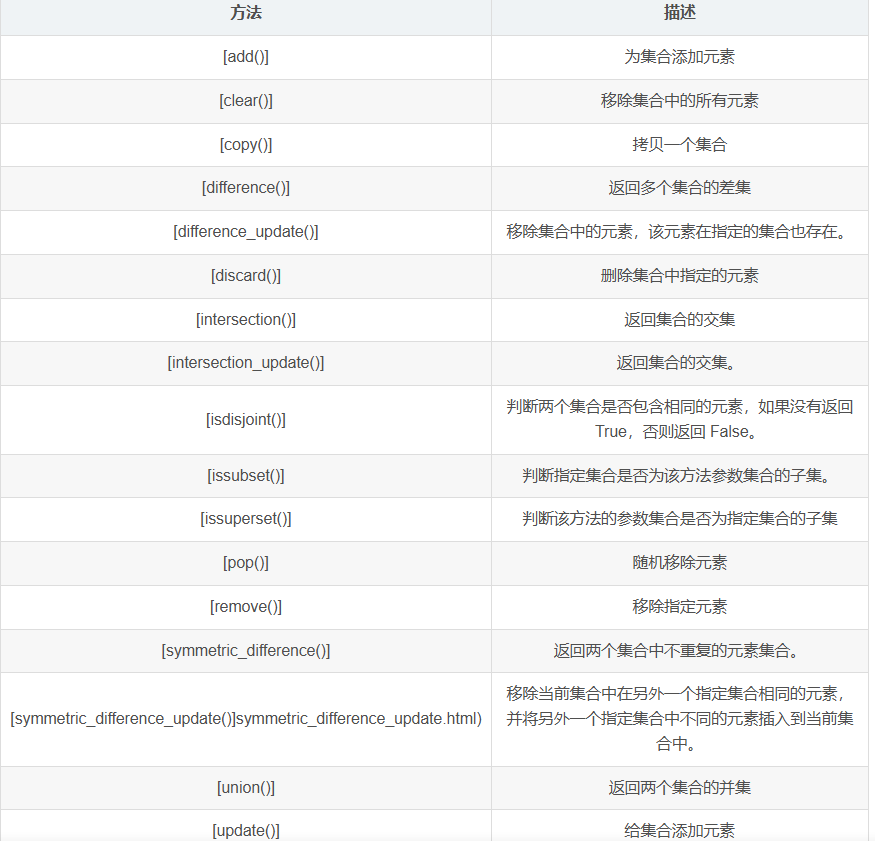 方法 描述
[add()] 为集合添加元素
[clear()] 移除集合中的所有元素
[copy()] 拷贝一个集合
[difference()] 返回多个集合的差集
[difference_update()] 移除集合中的元素，该元素在指定的集合也存在。
[discard()] 删除集合中指定的元素
[intersection()] 返回集合的交集
[intersection_update()] 返回集合的交集。
[isdisjoint()] 判断两个集合是否包含相同的元素，如果没有返回
True，否则返回 False。
[issubset()] 判断指定集合是否为该方法参数集合的子集。
[issuperset()] 判断该方法的参数集合是否为指定集合的子集
[pop()] 随机移除元素
[remove()] 移除指定元素
[symmetric_difference()] 返回两个集合中不重复的元素集合。
[symmetric_difference_update()]symmetric_difference_update.html) 移除当前集合中在另外一个指定集合相同的元素，
并将另外一个指定集合中不同的元素插入到当前集
合中。
[union()] 返回两个集合的并集
[update()] 给集合添加元素